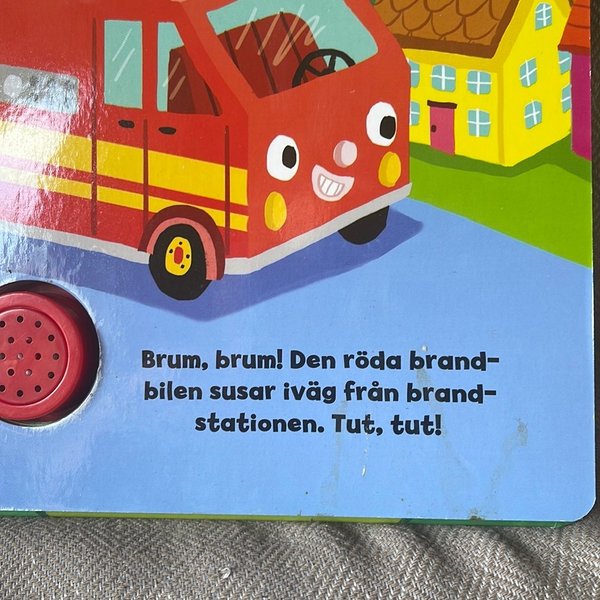 Brum, brum! Den röda brand-
bilen susar iväg från brand-
stationen. Tut, tut!